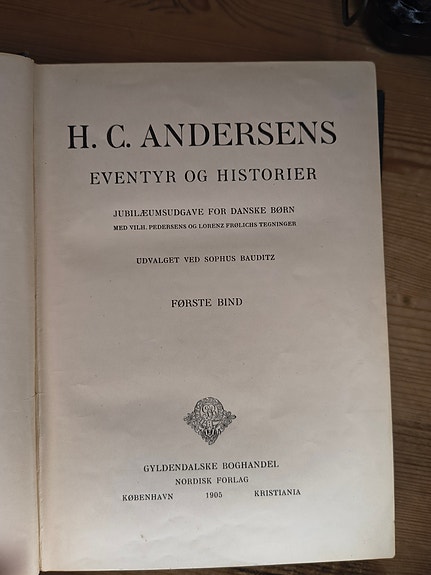 H. C. ANDERSENS
EVENTYR OG HISTORIER
JUBILÆUMSUDGAVE FOR DANSKE BØRN
MED VILH. PEDERSENS OG LORENZ FRØLICHS TEGNINGER
UDVALGET VED SOPHUS BAUDITZ
FØRSTE BIND
GYLDENDALSKE BOGHANDEL
NORDISK FORLAG
KØBENHAVN 1905 KRISTIANIA